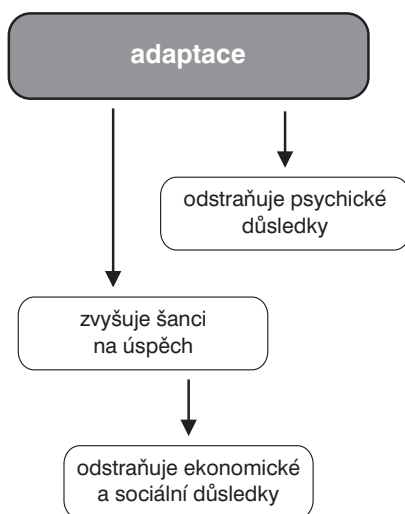 adaptace
odstraňuje psychické
důsledky
zvyšuje šanci
na úspěch
odstraňuje ekonomické
a sociální důsledky